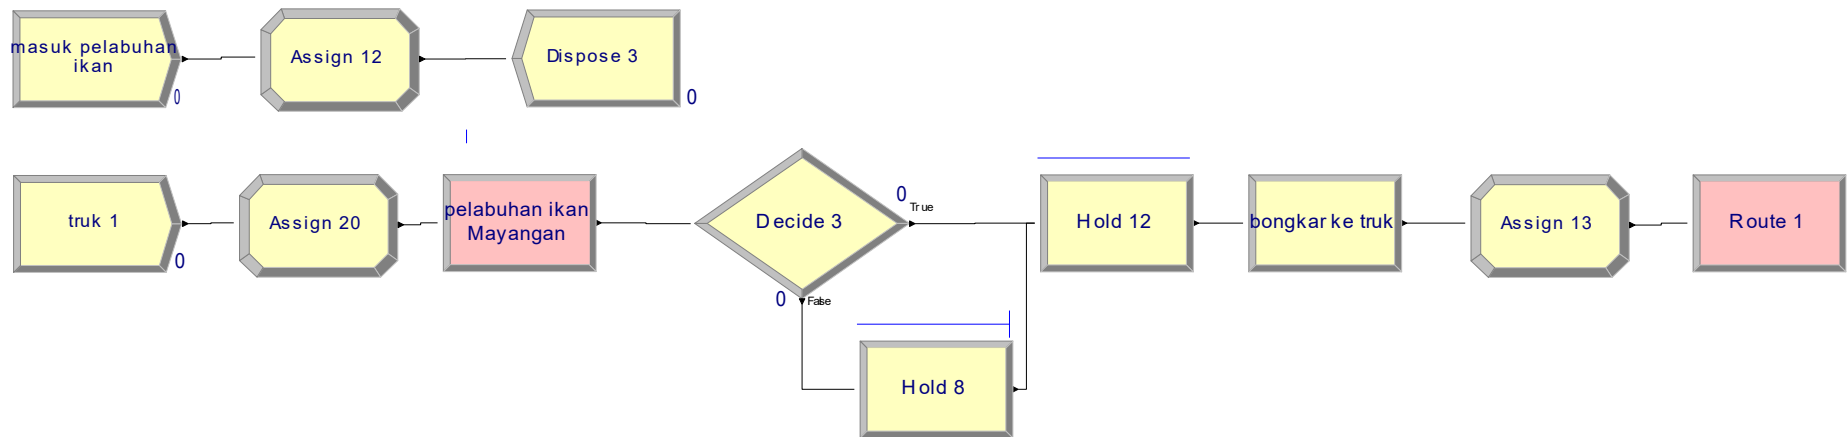 masuk pelabuhan
ikan
0
Assign 12
Dispose 3
0
truk 1
0
Assign 20
pelabuhan ikan
Mayangan
Decide 3
0
True
0
False
Hold 8
Hold 12
bongkar ke truk
Assign 13
Route 1